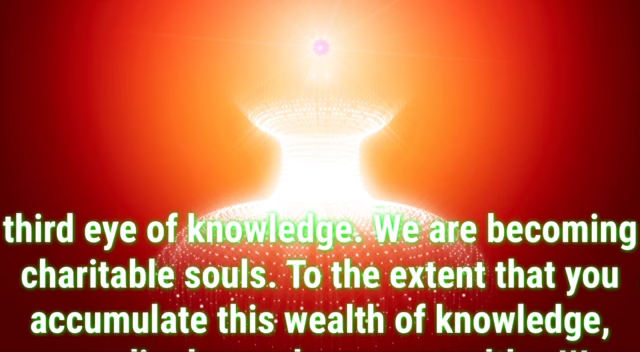 third eye of knowledge. We are becoming
charitable souls. To the extent that you
accumulate this wealth of knowledge,